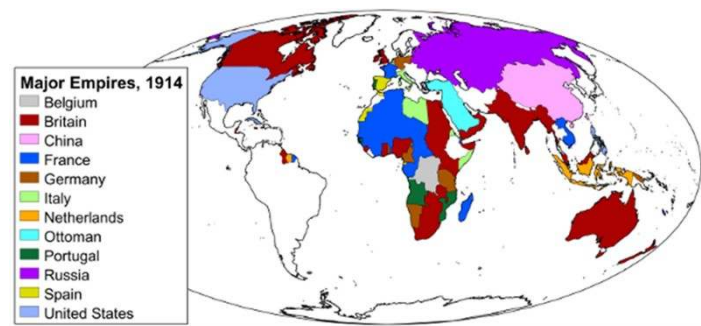 Major Empires, 1914
Belgium
Britain
China
France
Germany
Italy
Netherlands
Ottoman
Portugal
Russia
Spain
United States